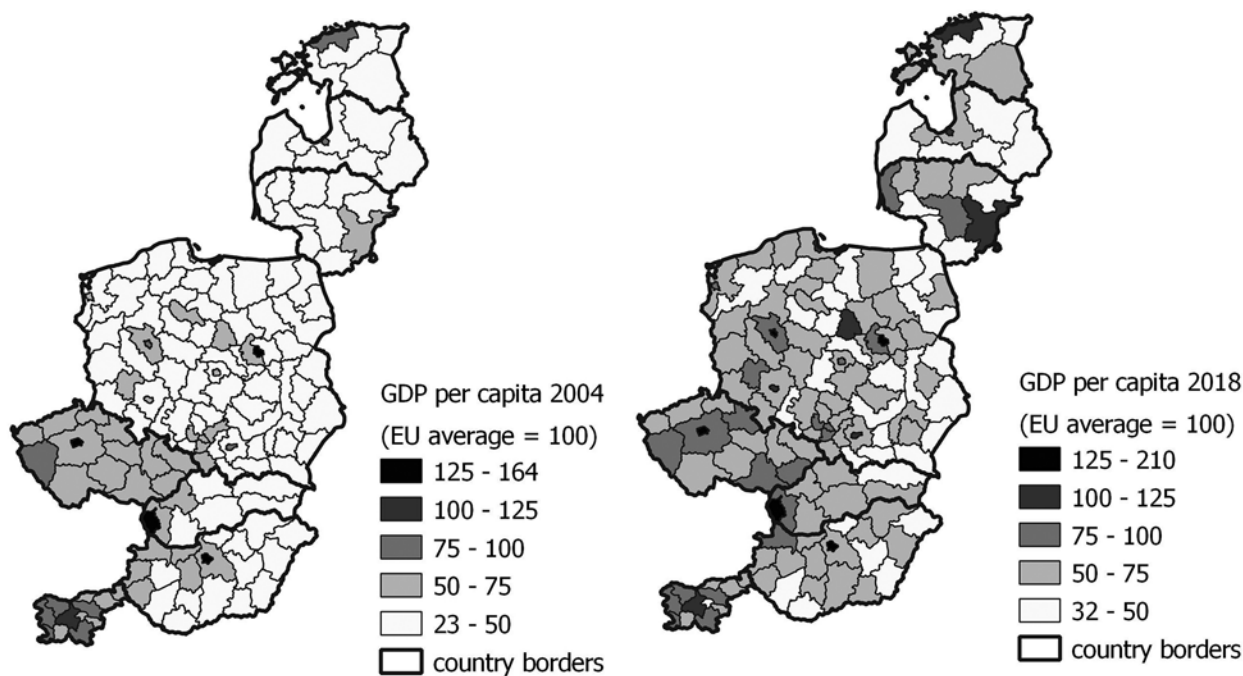 GDP per capita 2004
(EU average = 100)
125 - 164
100 - 125
75 - 100
50 - 75
23 - 50
country borders
GDP per capita 2018
(EU average = 100)
125 - 210
100 - 125
75 - 100
50 - 75
32 - 50
country borders